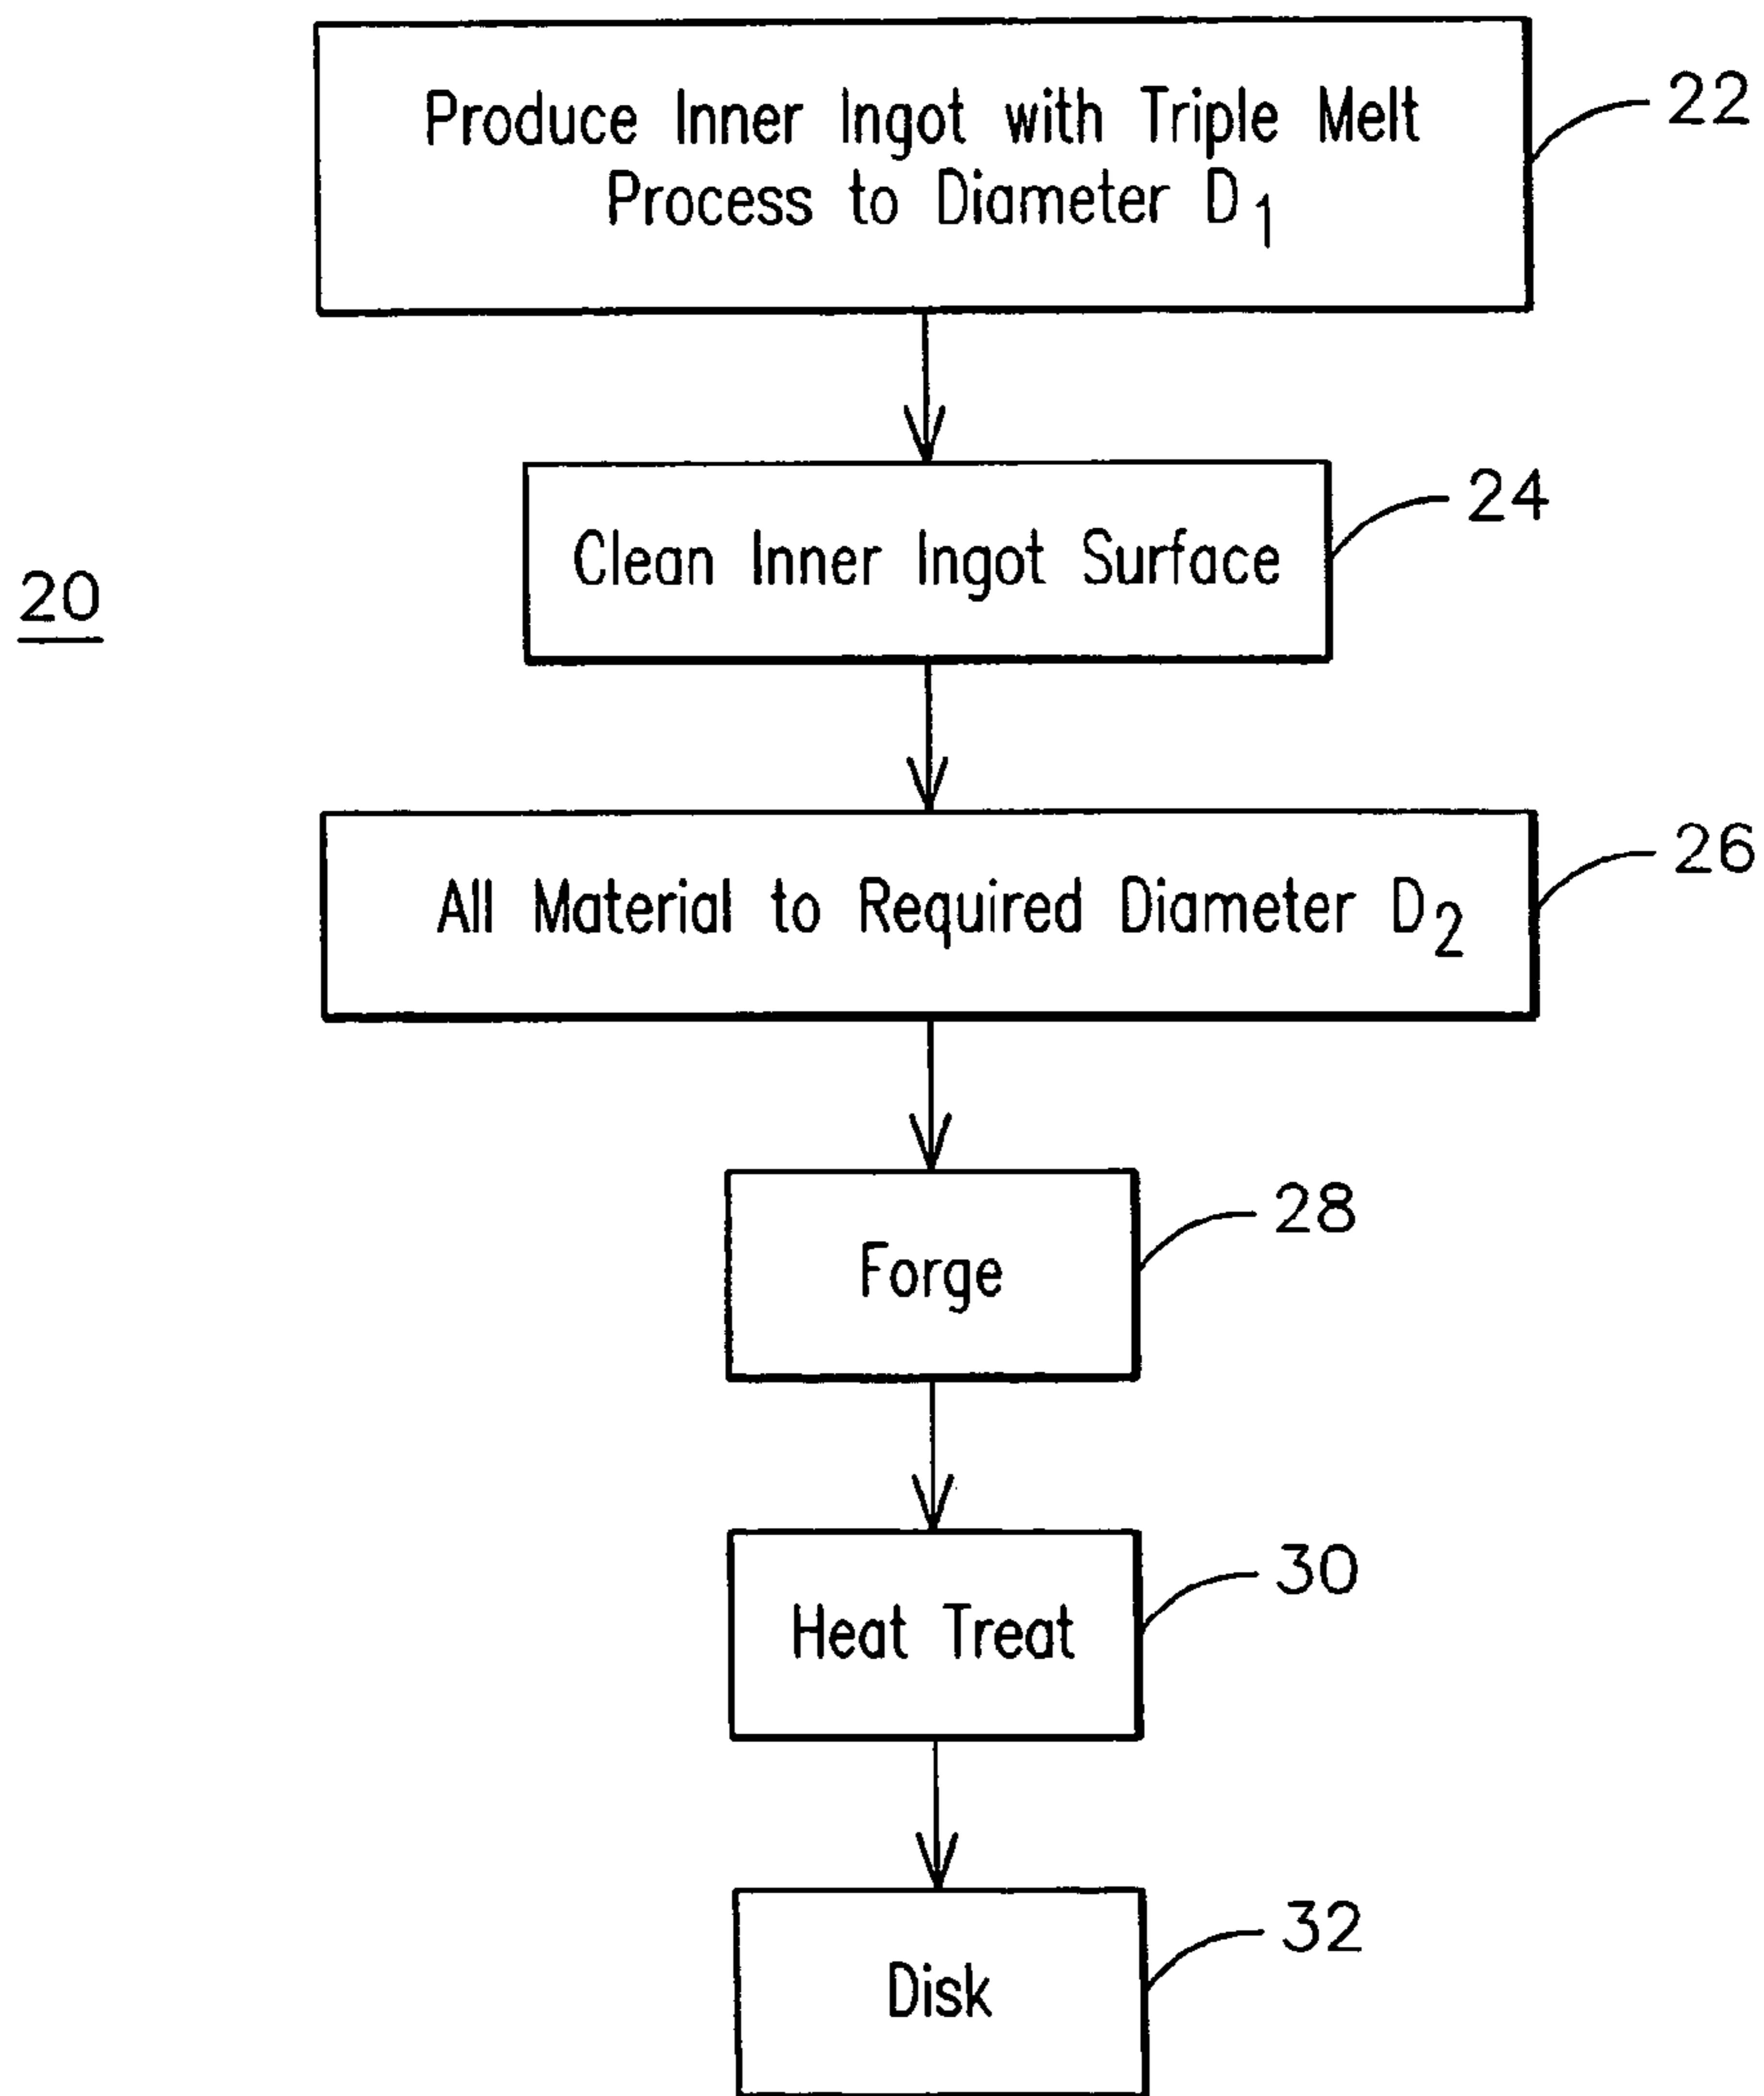 Produce Inner Ingot with Triple Melt
Process to Diameter D1
22
Clean Inner Ingot Surface
24
20
All Material to Required Diameter D2
26
Forge
28
Heat Treat
30
Disk
32